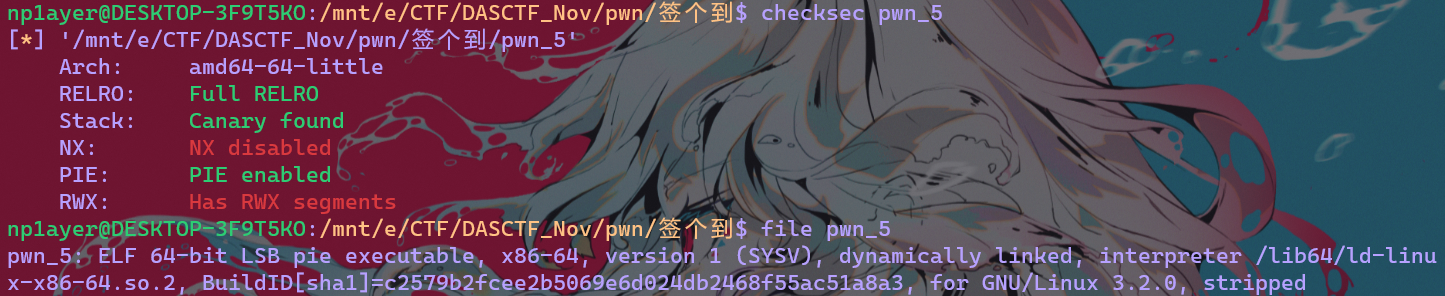 np1ayer@DESKTOP-3F9T5KO:/mnt/e/CTF/DASCTF_Nov/pwn/签个到$ checksec pwn_5
[*] '/mnt/e/CTF/DASCTF_Nov/pwn/签个到/pwn_5'
    Arch:     amd64-64-little
    RELRO:    Full RELRO
    Stack:    Canary found
    NX:       NX disabled
    PIE:      PIE enabled
    RWX:      Has RWX segments
np1ayer@DESKTOP-3F9T5KO:/mnt/e/CTF/DASCTF_Nov/pwn/签个到$ file pwn_5
pwn_5: ELF 64-bit LSB pie executable, x86-64, version 1 (SYSV), dynamically linked, interpreter /lib64/ld-linu
x-x86-64.so.2, BuildID[sha1]=c2579b2fcee2b5069e6d024db2468f55ac51a8a3, for GNU/Linux 3.2.0, stripped